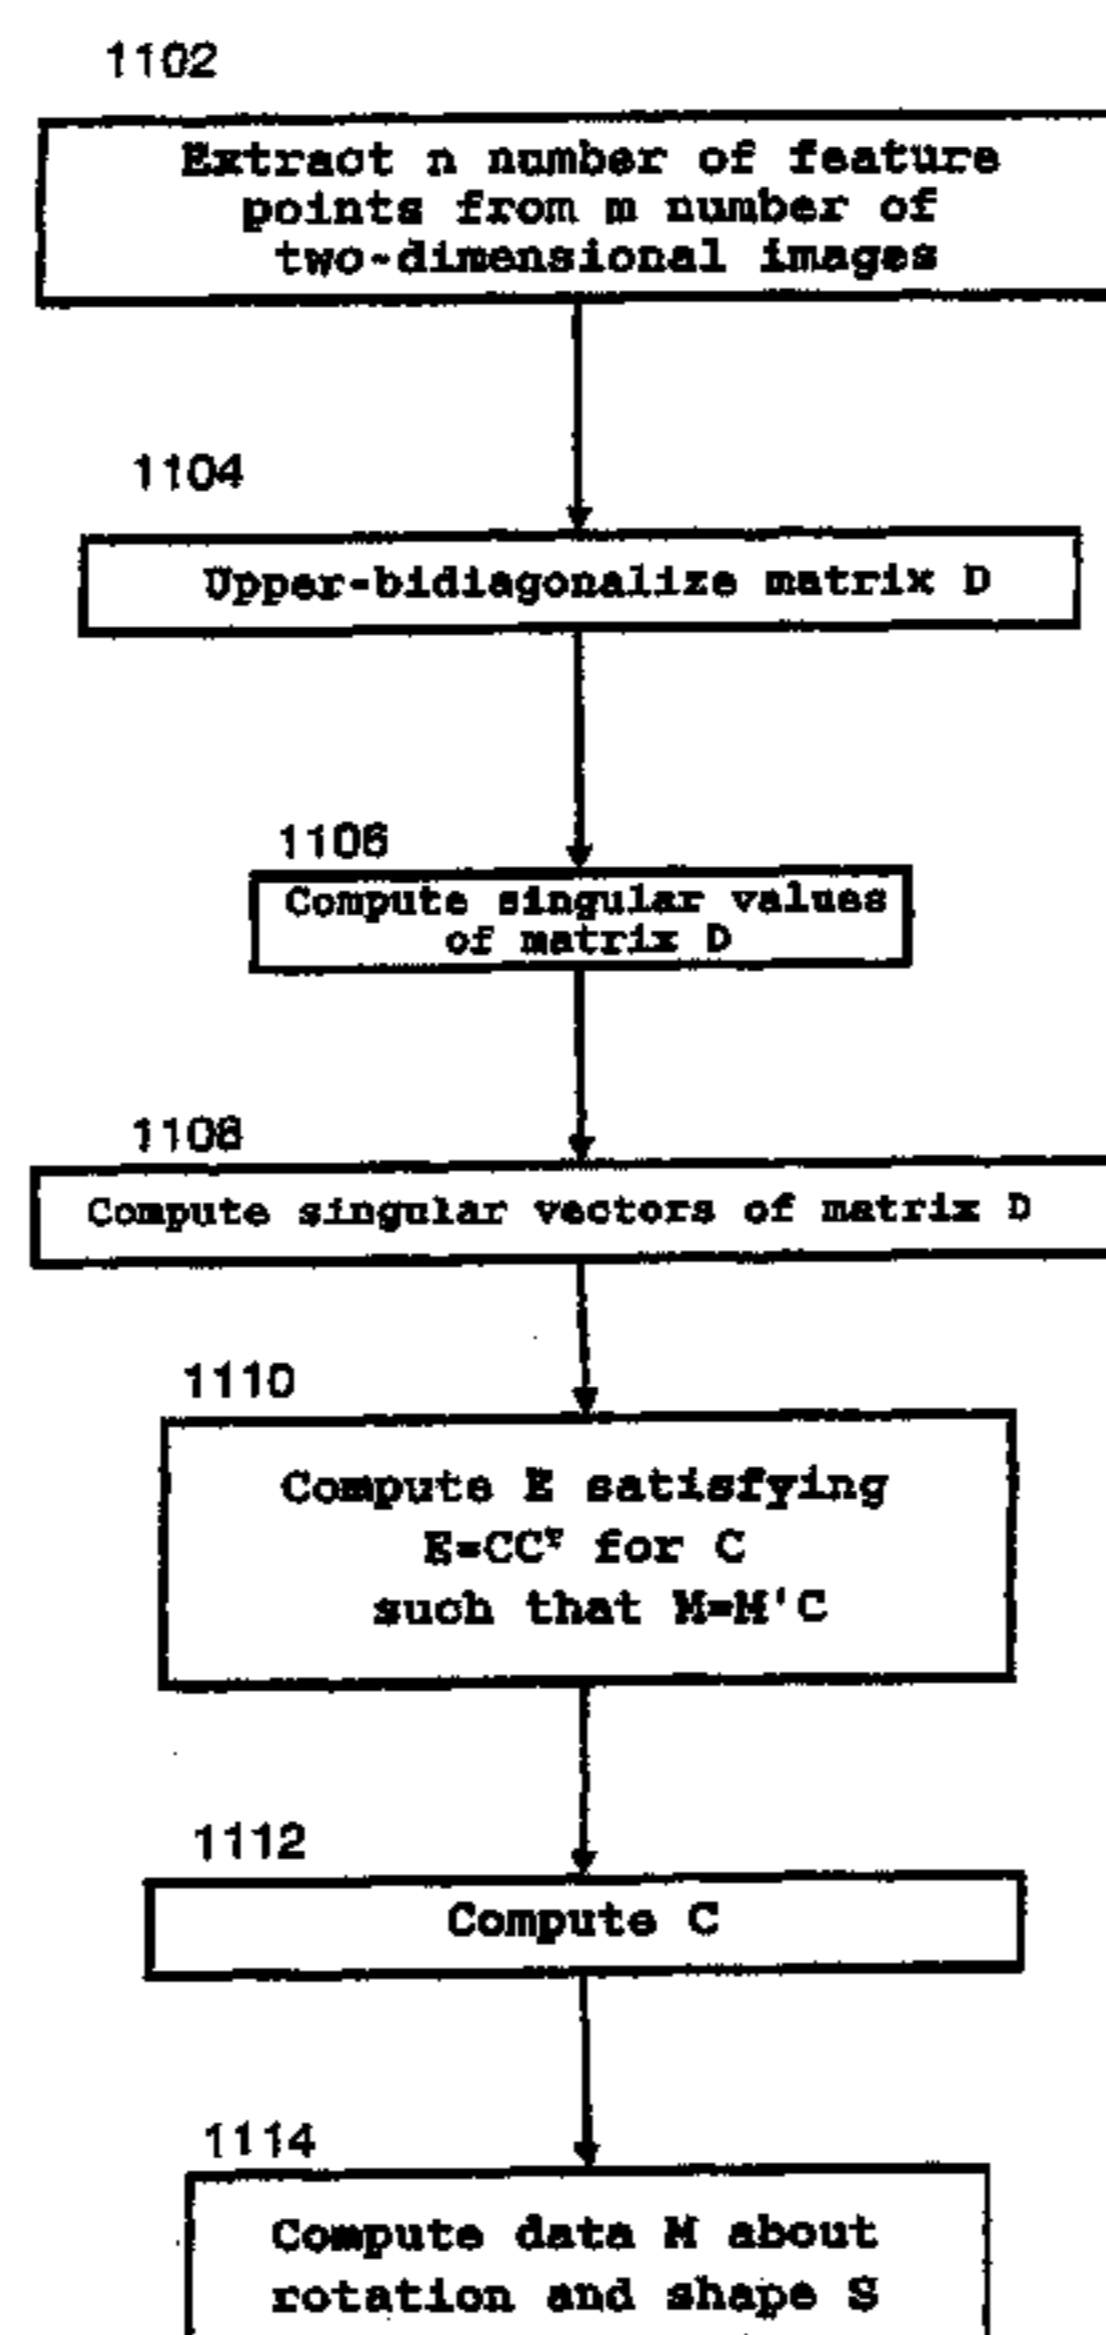 1102
Extract n number of feature
points from m number of
two-dimensional images
1104
Upper-bidiagonalize matrix D
1106
Compute singular values
of matrix D
1108
Compute singular vectors of matrix D
1110
Compute E satisfying
E=CCᵀ for C
such that M=M'C
1112
Compute C
1114
Compute data M about
rotation and shape S